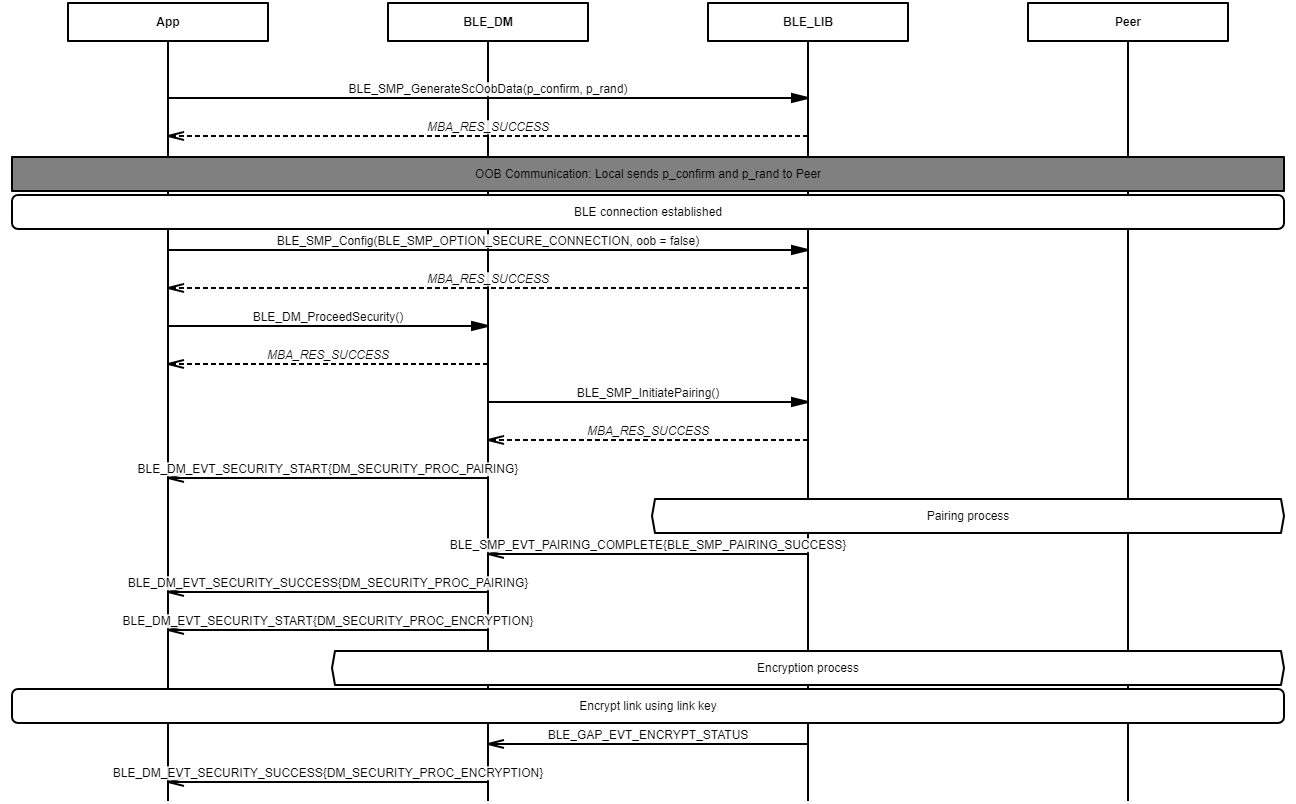 App
BLE_DM
BLE_LIB
Peer
BLE_SMP_GenerateScOobData(p_confirm, p_rand)
MBA_RES_SUCCESS
OOB Communication: Local sends p_confirm and p_rand to Peer
BLE connection established
BLE_SMP_Config(BLE_SMP_OPTION_SECURE_CONNECTION, oob = false)
MBA_RES_SUCCESS
BLE_DM_ProceedSecurity()
MBA_RES_SUCCESS
BLE_SMP_InitiatePairing()
MBA_RES_SUCCESS
BLE_DM_EVT_SECURITY_START{DM_SECURITY_PROC_PAIRING}
Pairing process
BLE_SMP_EVT_PAIRING_COMPLETE{BLE_SMP_PAIRING_SUCCESS}
BLE_DM_EVT_SECURITY_SUCCESS{DM_SECURITY_PROC_PAIRING}
BLE_DM_EVT_SECURITY_START{DM_SECURITY_PROC_ENCRYPTION}
Encryption process
Encrypt link using link key
BLE_GAP_EVT_ENCRYPT_STATUS
BLE_DM_EVT_SECURITY_SUCCESS{DM_SECURITY_PROC_ENCRYPTION}